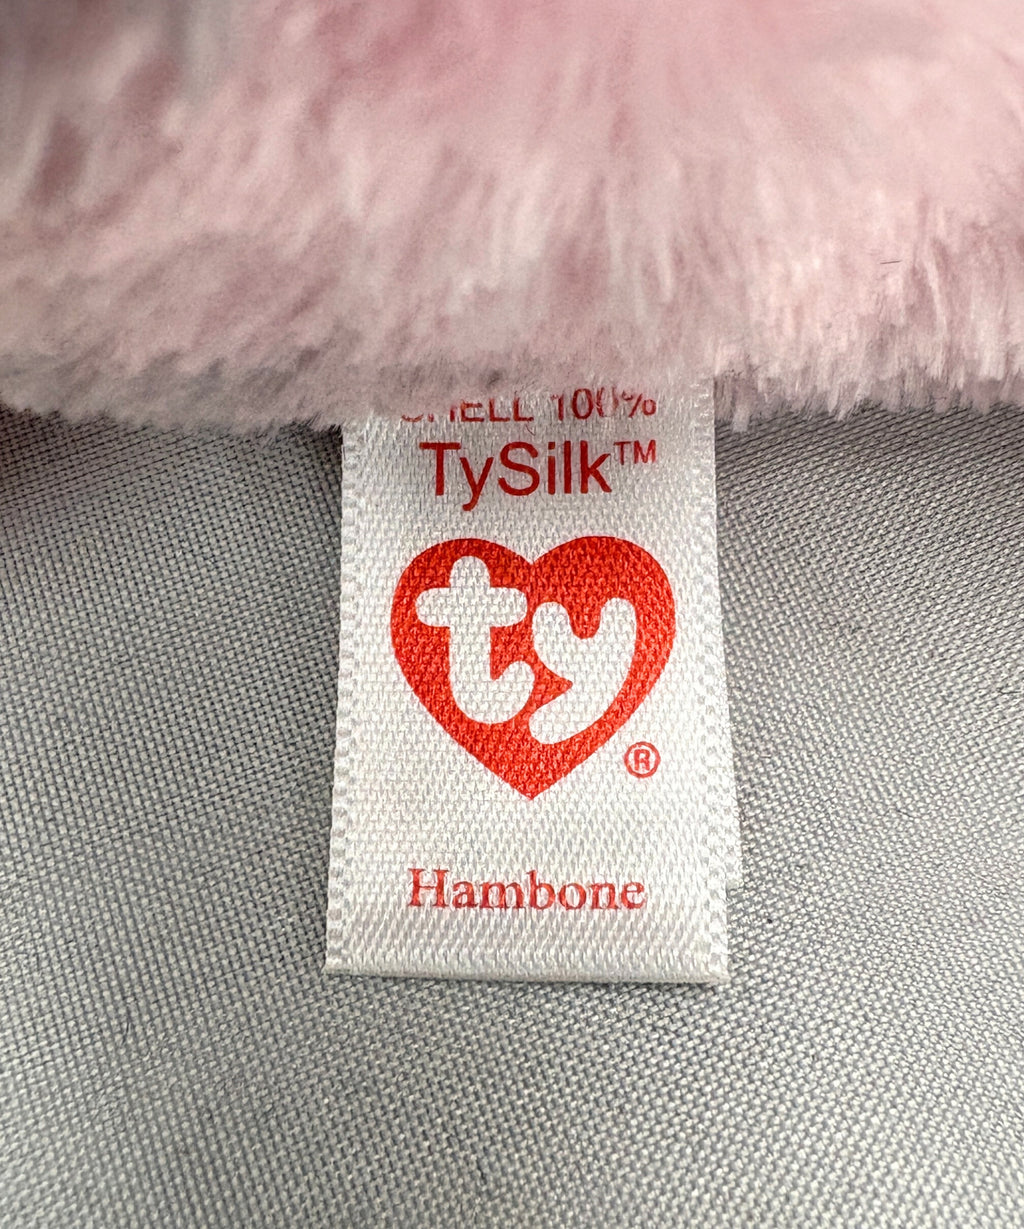 SHELL 100%
TySilk™
ty
®
Hambone